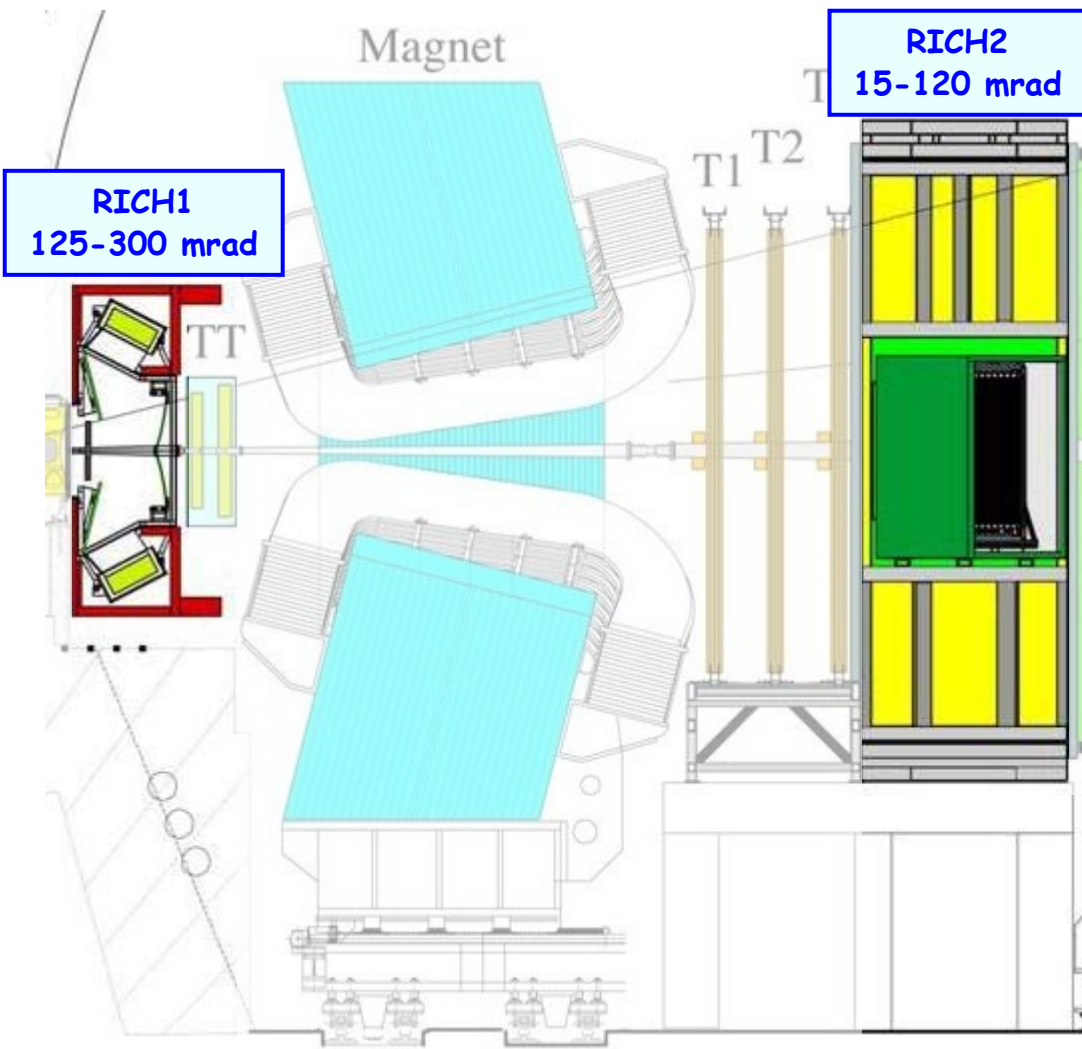 Magnet
RICH2
15-120 mrad
T1
T2
T
RICH1
125-300 mrad
TT